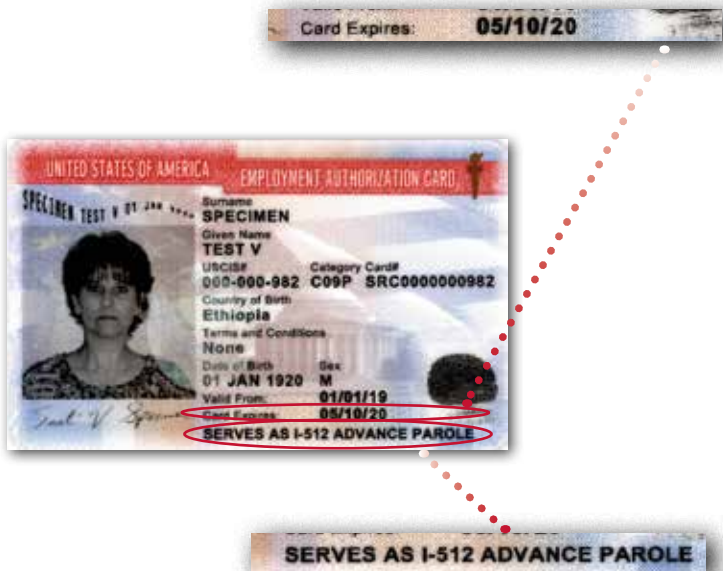 Card Expires: 05/10/20
UNITED STATES OF AMERICA EMPLOYMENT AUTHORIZATION CARD
SPECIMEN TEST V 01 JAN
Surname
SPECIMEN
Given Name
TEST V
USCIS# Category Card#
000-000-982 C09P SRC0000000982
Country of Birth
Ethiopia
Terms and Conditions
None
Date of Birth Sex
01 JAN 1920 M
Valid From: 01/01/19
Card Expires: 05/10/20
SERVES AS I-512 ADVANCE PAROLE
SERVES AS I-512 ADVANCE PAROLE